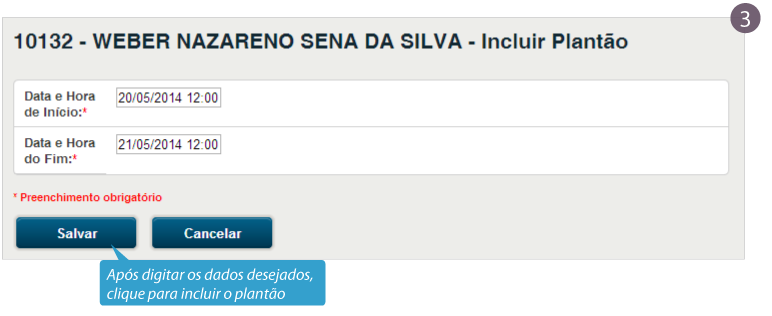 3
10132 - WEBER NAZARENO SENA DA SILVA - Incluir Plantão
Data e Hora
de Início:*
20/05/2014 12:00
Data e Hora
do Fim:*
21/05/2014 12:00
* Preenchimento obrigatório
Salvar
Cancelar
Após digitar os dados desejados,
clique para incluir o plantão